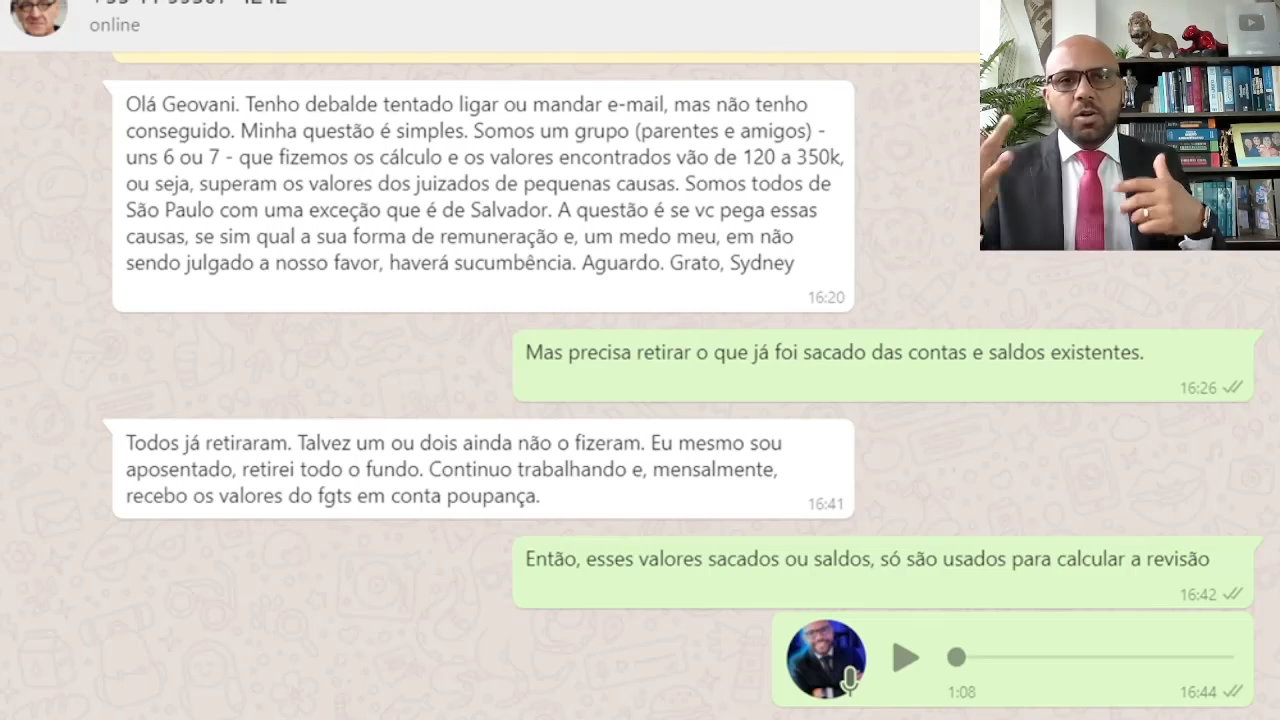 online
Olá Geovani. Tenho debalde tentado ligar ou mandar e-mail, mas não tenho
conseguido. Minha questão é simples. Somos um grupo (parentes e amigos) -
uns 6 ou 7 - que fizemos os cálculo e os valores encontrados vão de 120 a 350k,
ou seja, superam os valores dos juizados de pequenas causas. Somos todos de
São Paulo com uma exceção que é de Salvador. A questão é se vc pega essas
causas, se sim qual a sua forma de remuneração e, um medo meu, em não
sendo julgado a nosso favor, haverá sucumbência. Aguardo. Grato, Sydney
16:20
Mas precisa retirar o que já foi sacado das contas e saldos existentes.
16:26
Todos já retiraram. Talvez um ou dois ainda não o fizeram. Eu mesmo sou
aposentado, retirei todo o fundo. Continuo trabalhando e, mensalmente,
recebo os valores do fgts em conta poupança.
16:41
Então, esses valores sacados ou saldos, só são usados para calcular a revisão
16:42
1:08
16:44